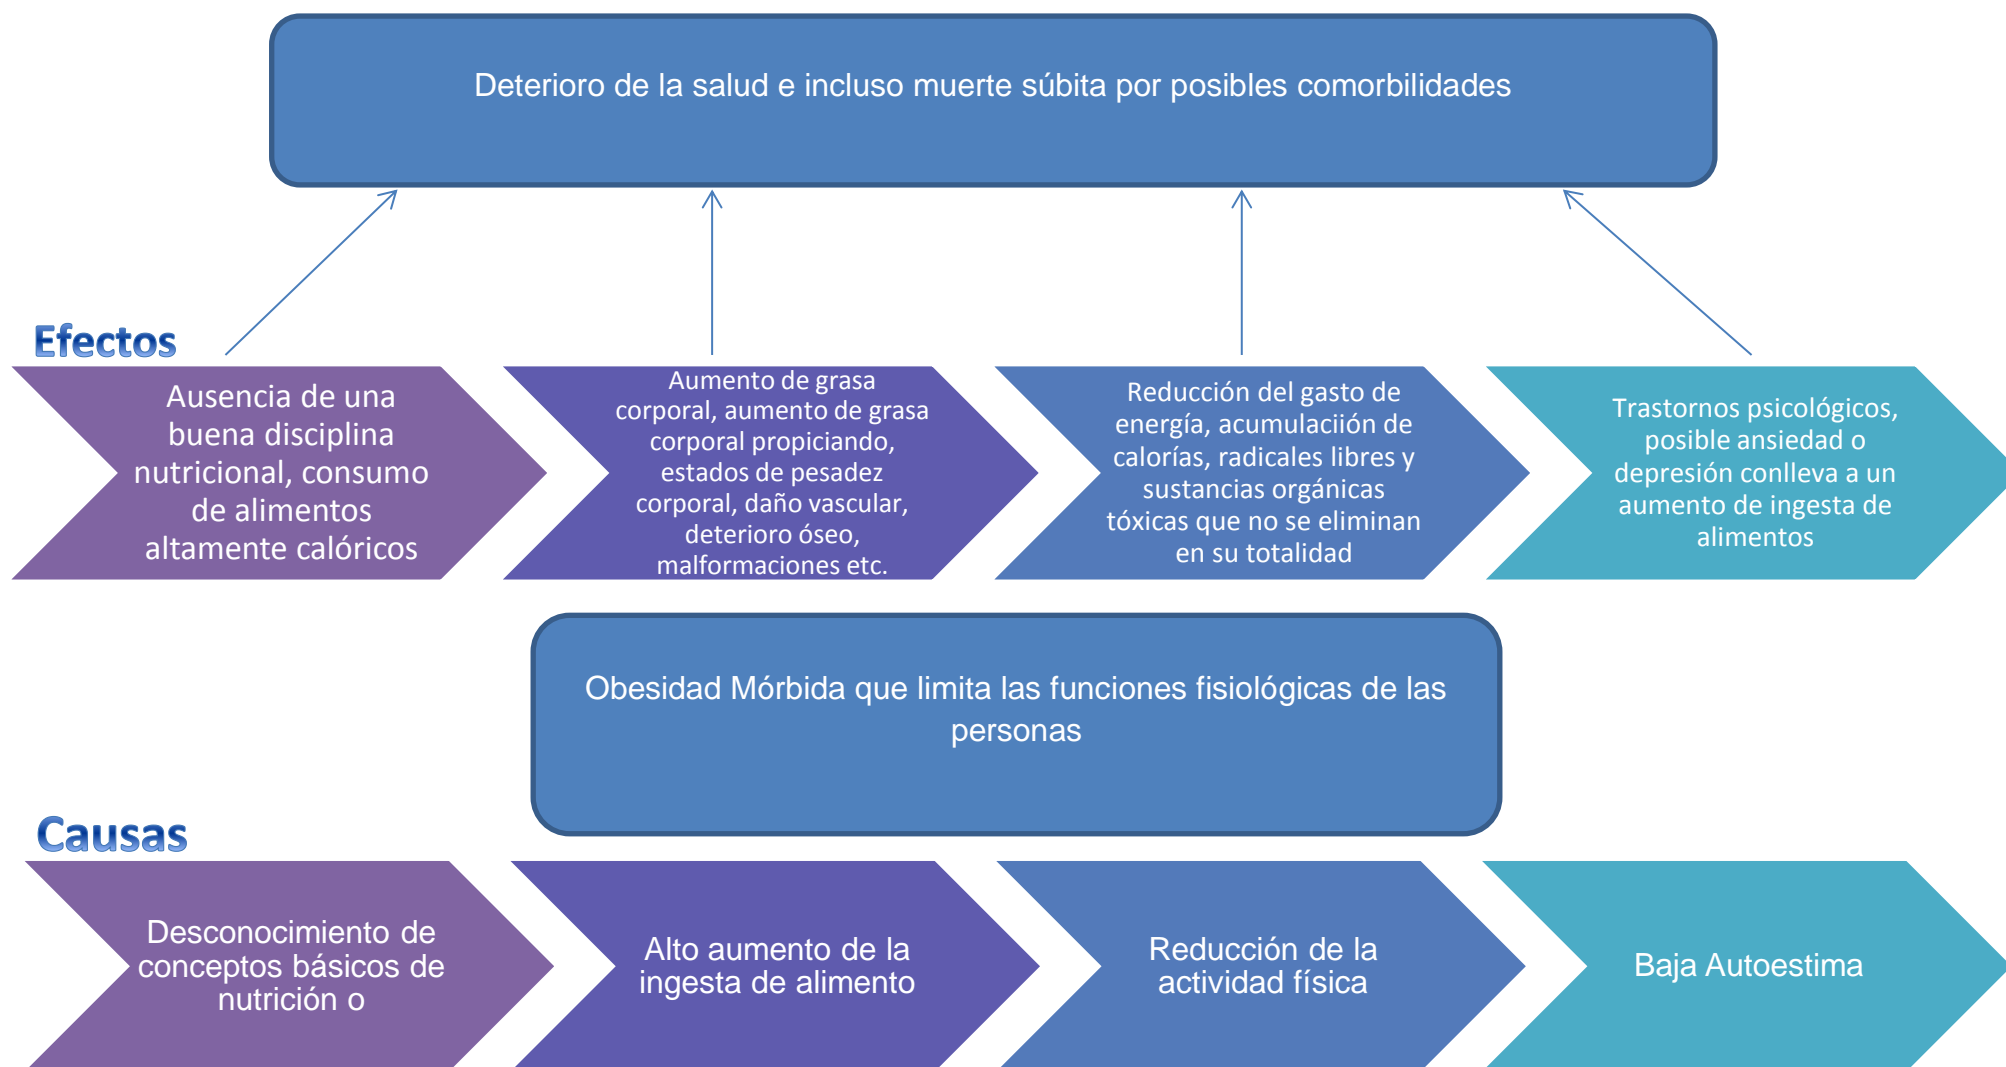 Deterioro de la salud e incluso muerte súbita por posibles comorbilidades
Efectos
Ausencia de una
buena disciplina
nutricional, consumo
de alimentos
altamente calóricos
Aumento de grasa
corporal, aumento de grasa
corporal propiciando,
estados de pesadez
corporal, daño vascular,
deterioro óseo,
malformaciones etc.
Reducción del gasto de
energía, acumulaciión de
calorías, radicales libres y
sustancias orgánicas
tóxicas que no se eliminan
en su totalidad
Trastornos psicológicos,
posible ansiedad o
depresión conlleva a un
aumento de ingesta de
alimentos
Obesidad Mórbida que limita las funciones fisiológicas de las
personas
Causas
Desconocimiento de
conceptos básicos de
nutrición o
Alto aumento de la
ingesta de alimento
Reducción de la
actividad física
Baja Autoestima